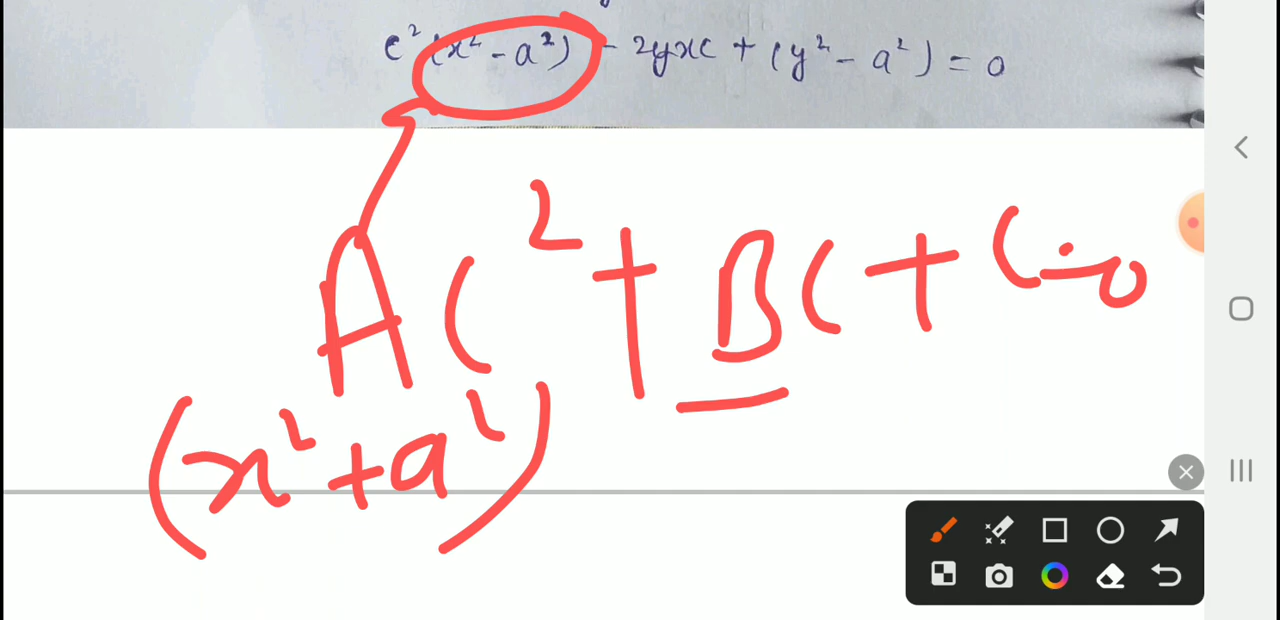 c²(x²-a²) - 2yxc + (y²-a²) = 0
Ac² + Bc + C = 0
(x² + a²)